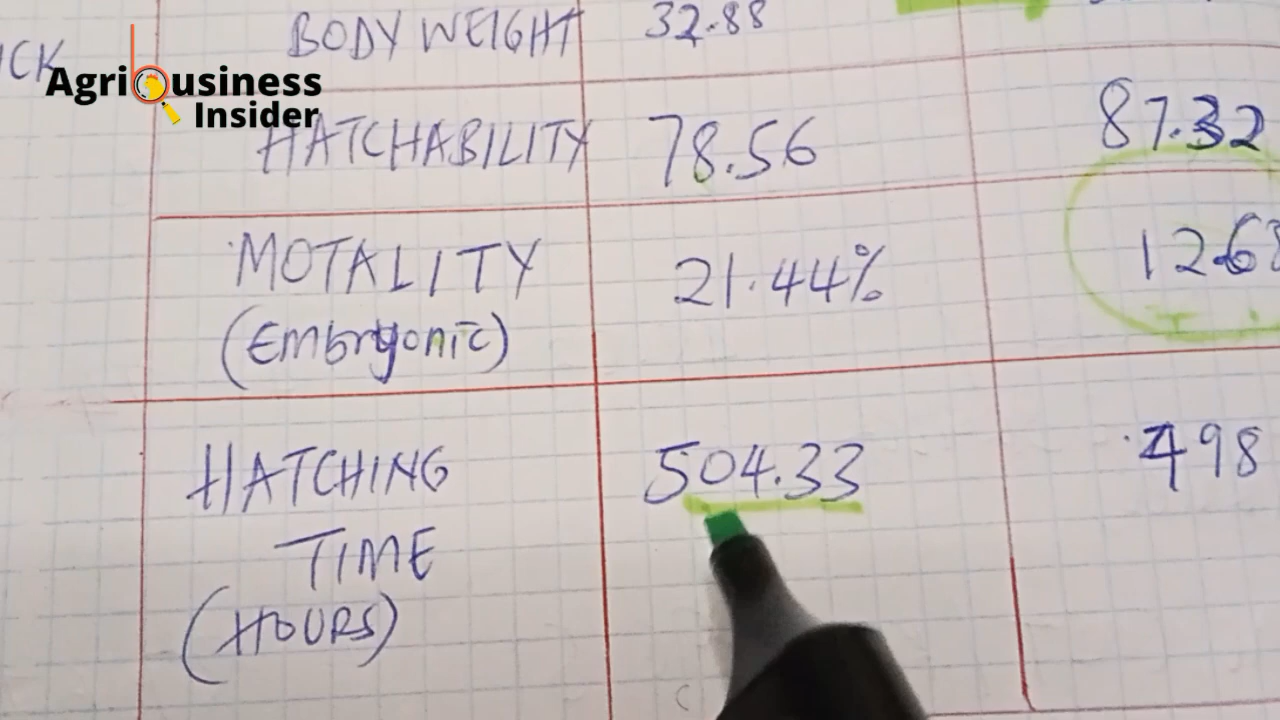 BODY WEIGHT 32.88
Agribusiness
Insider
HATCHABILITY 78.56 87.32
MOTALITY 21.44% 1268
(Embryonic)
HATCHING 504.33 498
TIME
(HOURS)